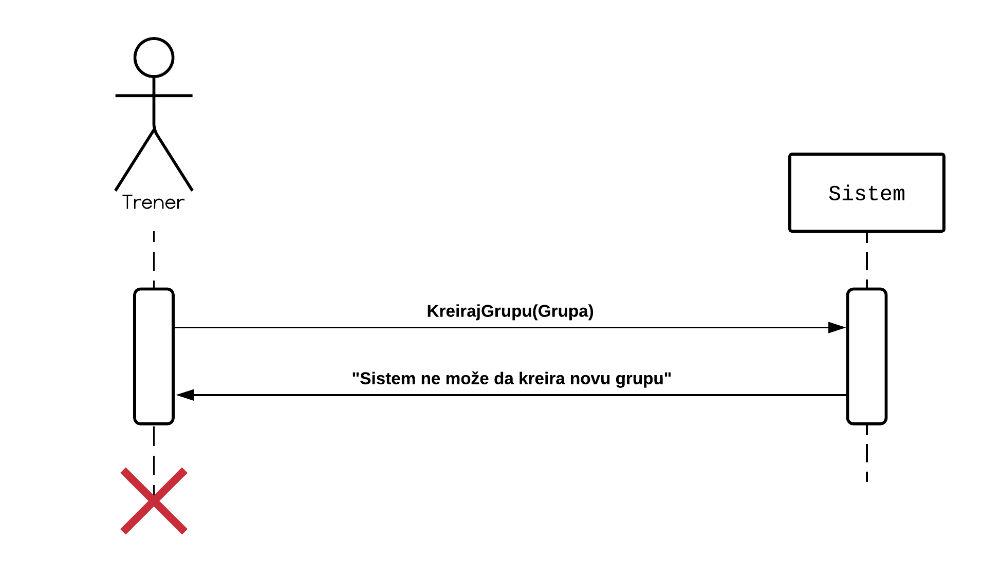 Trener
Sistem
KreirajGrupu(Grupa)
"Sistem ne može da kreira novu grupu"